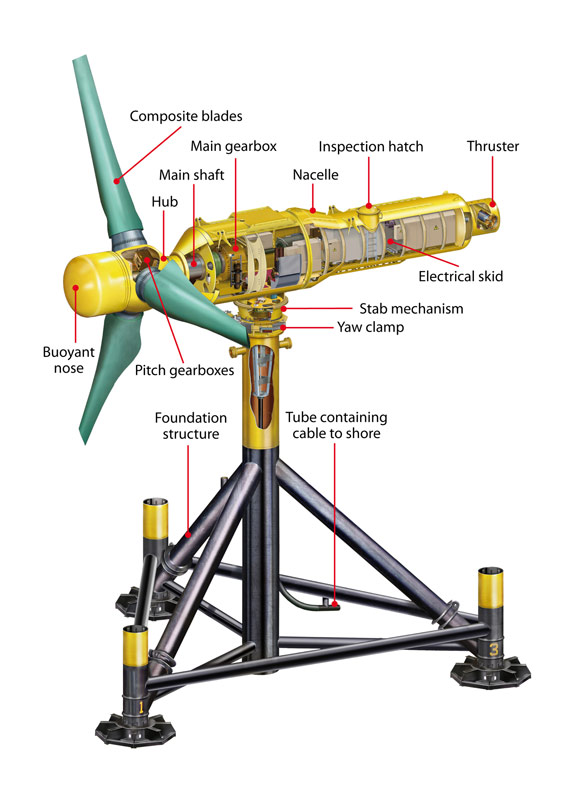 Composite blades
Main gearbox
Inspection hatch
Thruster
Main shaft
Nacelle
Hub
Electrical skid
Stab mechanism
Yaw clamp
Buoyant
nose
Pitch gearboxes
Foundation
structure
Tube containing
cable to shore
3
1